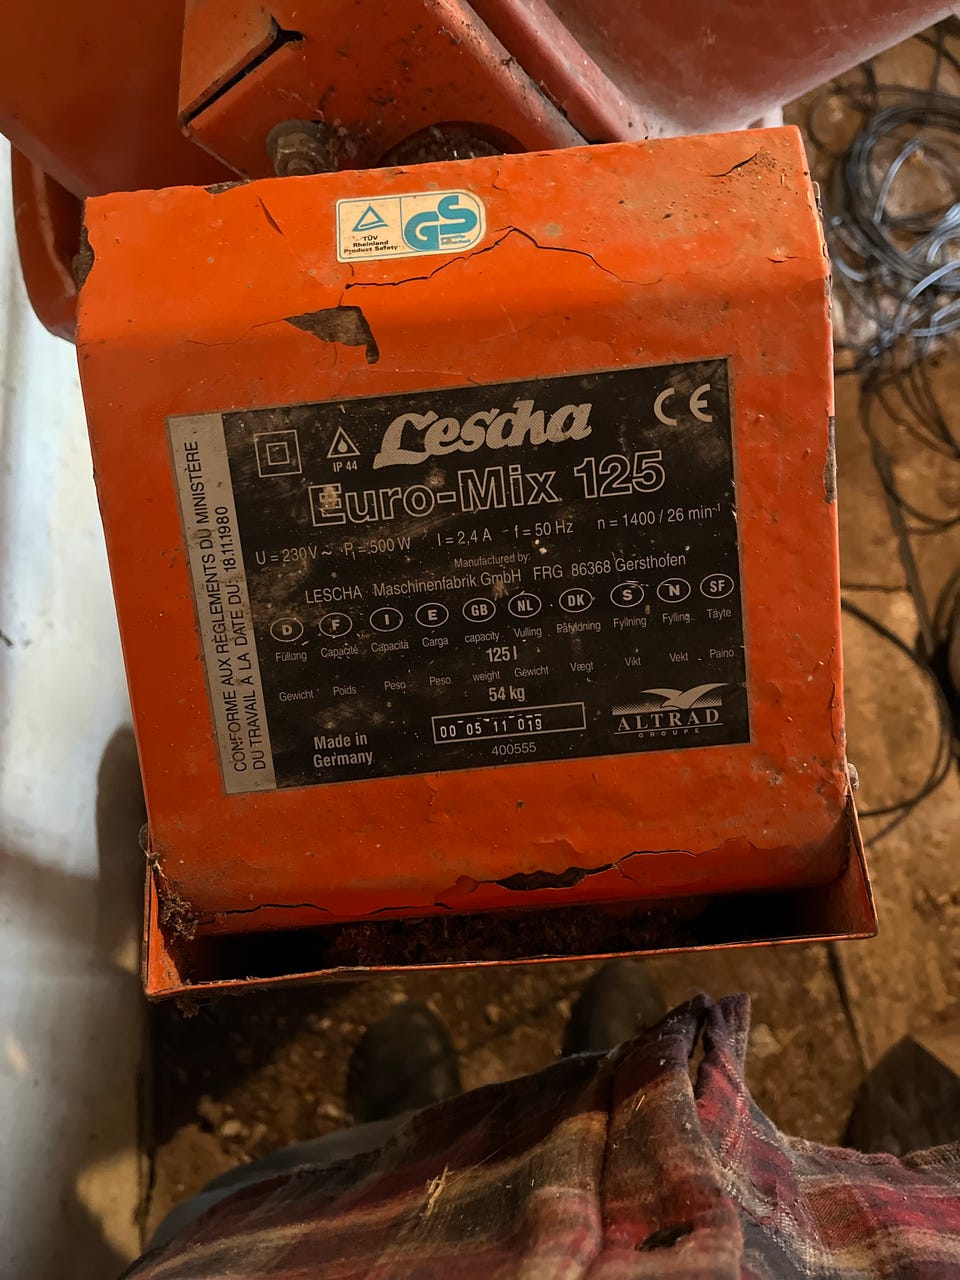 TÜV
Rheinland
Product Safety
GS
geprüfte
Sicherheit
CONFORME AUX RÈGLEMENTS DU MINISTÈRE
DU TRAVAIL À LA DATE DU: 18.11.1980
IP 44
Lescha
CE
Euro-Mix 125
U = 230V ~ P₁ = 500 W I = 2,4 A f = 50 Hz n = 1400 / 26 min⁻¹
Manufactured by:
LESCHA Maschinenfabrik GmbH FRG 86368 Gersthofen
D F I E GB NL DK S N SF
Füllung Capacité Capacità Carga capacity Vulling Påfyldning Fyllning Fylling Täyte
125 l
Gewicht Poids Peso Peso weight Gewicht Vægt Vikt Vekt Paino
54 kg
00 05 11 019
400555
Made in
Germany
ALTRAD
GROUPE